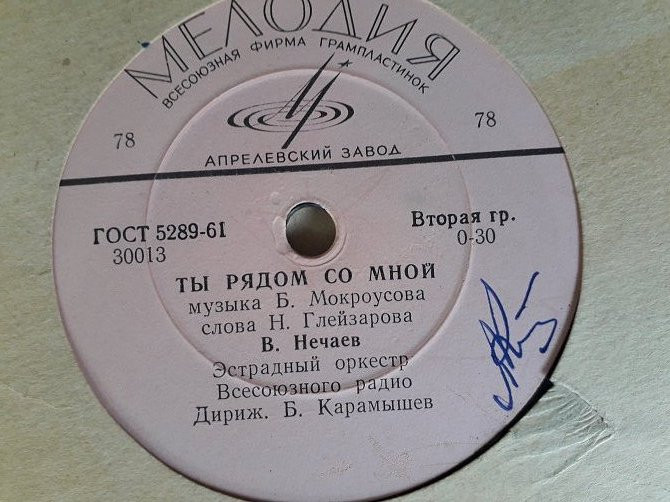 МЕЛОДИЯ
ВСЕСОЮЗНАЯ ФИРМА ГРАМПЛАСТИНОК
78 78
АПРЕЛЕВСКИЙ ЗАВОД
ГОСТ 5289-61 Вторая гр.
30013 0-30
ТЫ РЯДОМ СО МНОЙ
музыка Б. Мокроусова
слова Н. Глейзарова
В. Нечаев
Эстрадный оркестр
Всесоюзного радио
Дириж. Б. Карамышев